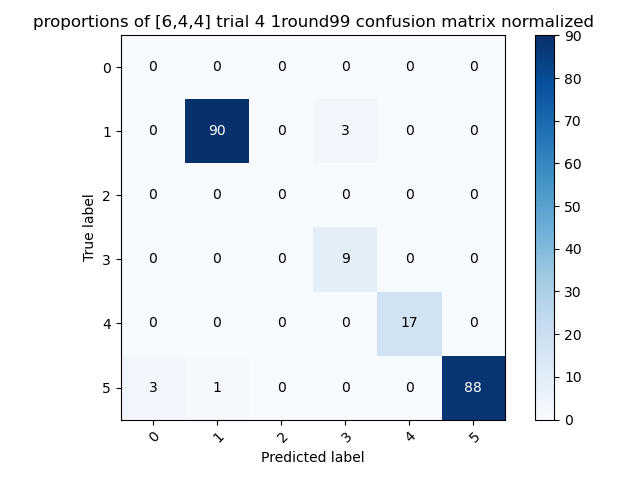 proportions of [6,4,4] trial 4 1round99 confusion matrix normalized
0 0 0 0 0 0 0
1 0 90 0 3 0 0
2 0 0 0 0 0 0
3 0 0 0 9 0 0
4 0 0 0 0 17 0
5 3 1 0 0 0 88
0 1 2 3 4 5
True label
Predicted label
90
80
70
60
50
40
30
20
10
0